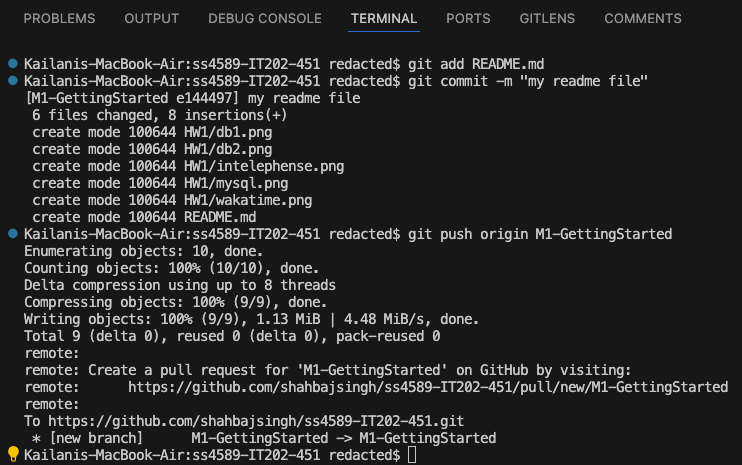 PROBLEMS OUTPUT DEBUG CONSOLE TERMINAL PORTS GITLENS COMMENTS
Kailanis-MacBook-Air:ss4589-IT202-451 redacted$ git add README.md
Kailanis-MacBook-Air:ss4589-IT202-451 redacted$ git commit -m "my readme file"
[M1-GettingStarted e144497] my readme file
 6 files changed, 8 insertions(+)
 create mode 100644 HW1/db1.png
 create mode 100644 HW1/db2.png
 create mode 100644 HW1/intelephense.png
 create mode 100644 HW1/mysql.png
 create mode 100644 HW1/wakatime.png
 create mode 100644 README.md
Kailanis-MacBook-Air:ss4589-IT202-451 redacted$ git push origin M1-GettingStarted
Enumerating objects: 10, done.
Counting objects: 100% (10/10), done.
Delta compression using up to 8 threads
Compressing objects: 100% (9/9), done.
Writing objects: 100% (9/9), 1.13 MiB | 4.48 MiB/s, done.
Total 9 (delta 0), reused 0 (delta 0), pack-reused 0
remote:
remote: Create a pull request for 'M1-GettingStarted' on GitHub by visiting:
remote:      https://github.com/shahbajsingh/ss4589-IT202-451/pull/new/M1-GettingStarted
remote:
To https://github.com/shahbajsingh/ss4589-IT202-451.git
 * [new branch]      M1-GettingStarted -> M1-GettingStarted
Kailanis-MacBook-Air:ss4589-IT202-451 redacted$